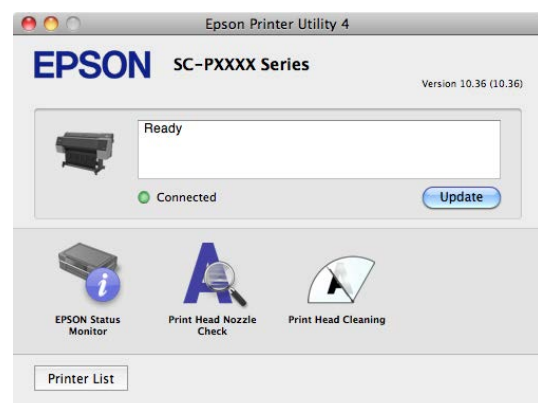 Epson Printer Utility 4
EPSON
SC-PXXXX Series
Version 10.36 (10.36)
Ready
Connected
Update
EPSON Status
Monitor
Print Head Nozzle
Check
Print Head Cleaning
Printer List